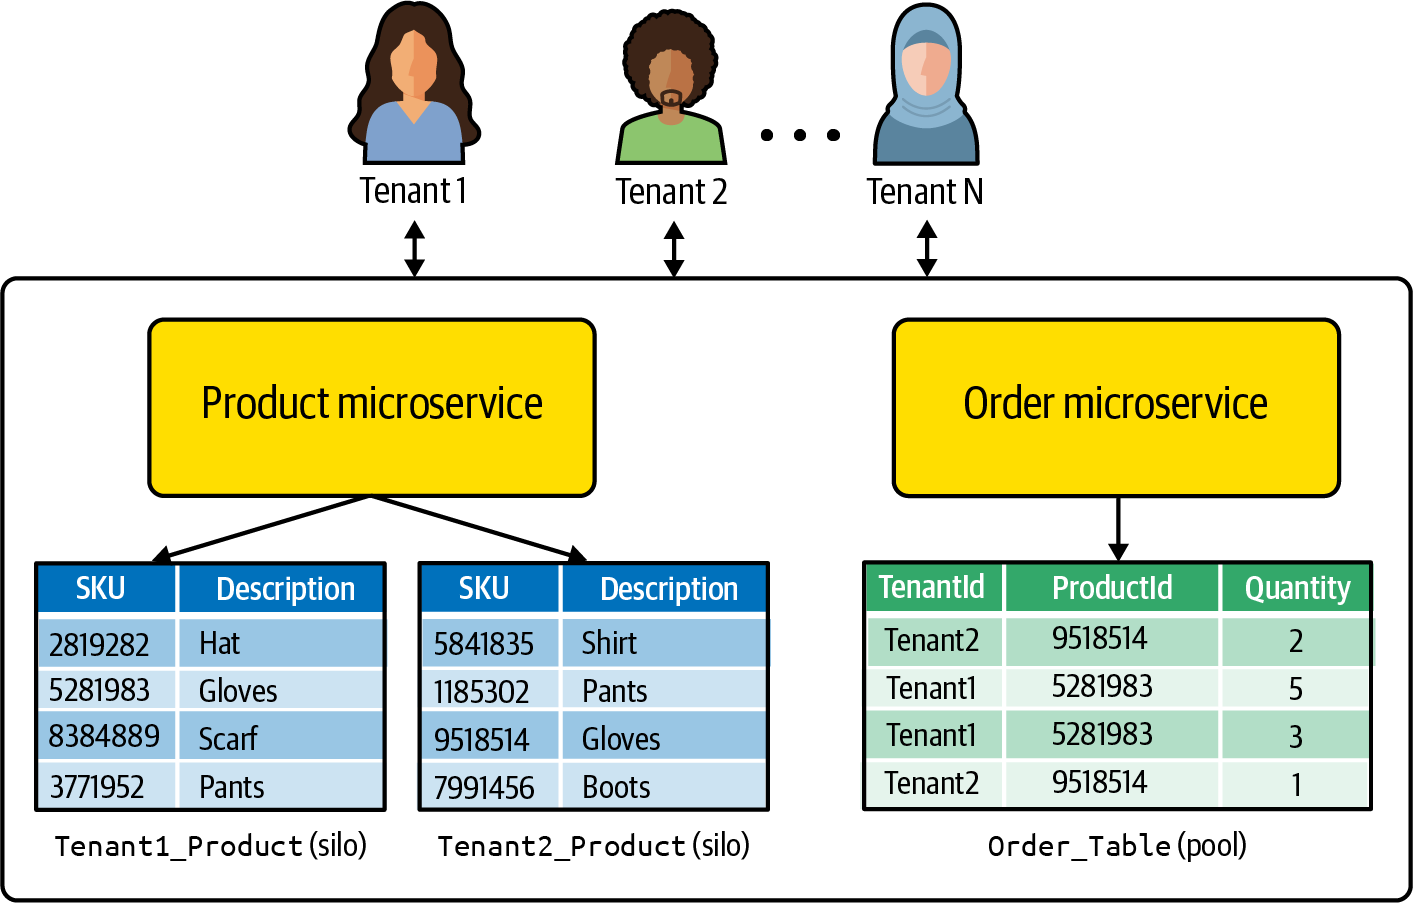 Tenant 1
Tenant 2
Tenant N
Product microservice
Order microservice
SKU Description
2819282 Hat
5281983 Gloves
8384889 Scarf
3771952 Pants
Tenant1_Product (silo)
SKU Description
5841835 Shirt
1185302 Pants
9518514 Gloves
7991456 Boots
Tenant2_Product (silo)
TenantId ProductId Quantity
Tenant2 9518514 2
Tenant1 5281983 5
Tenant1 5281983 3
Tenant2 9518514 1
Order_Table (pool)